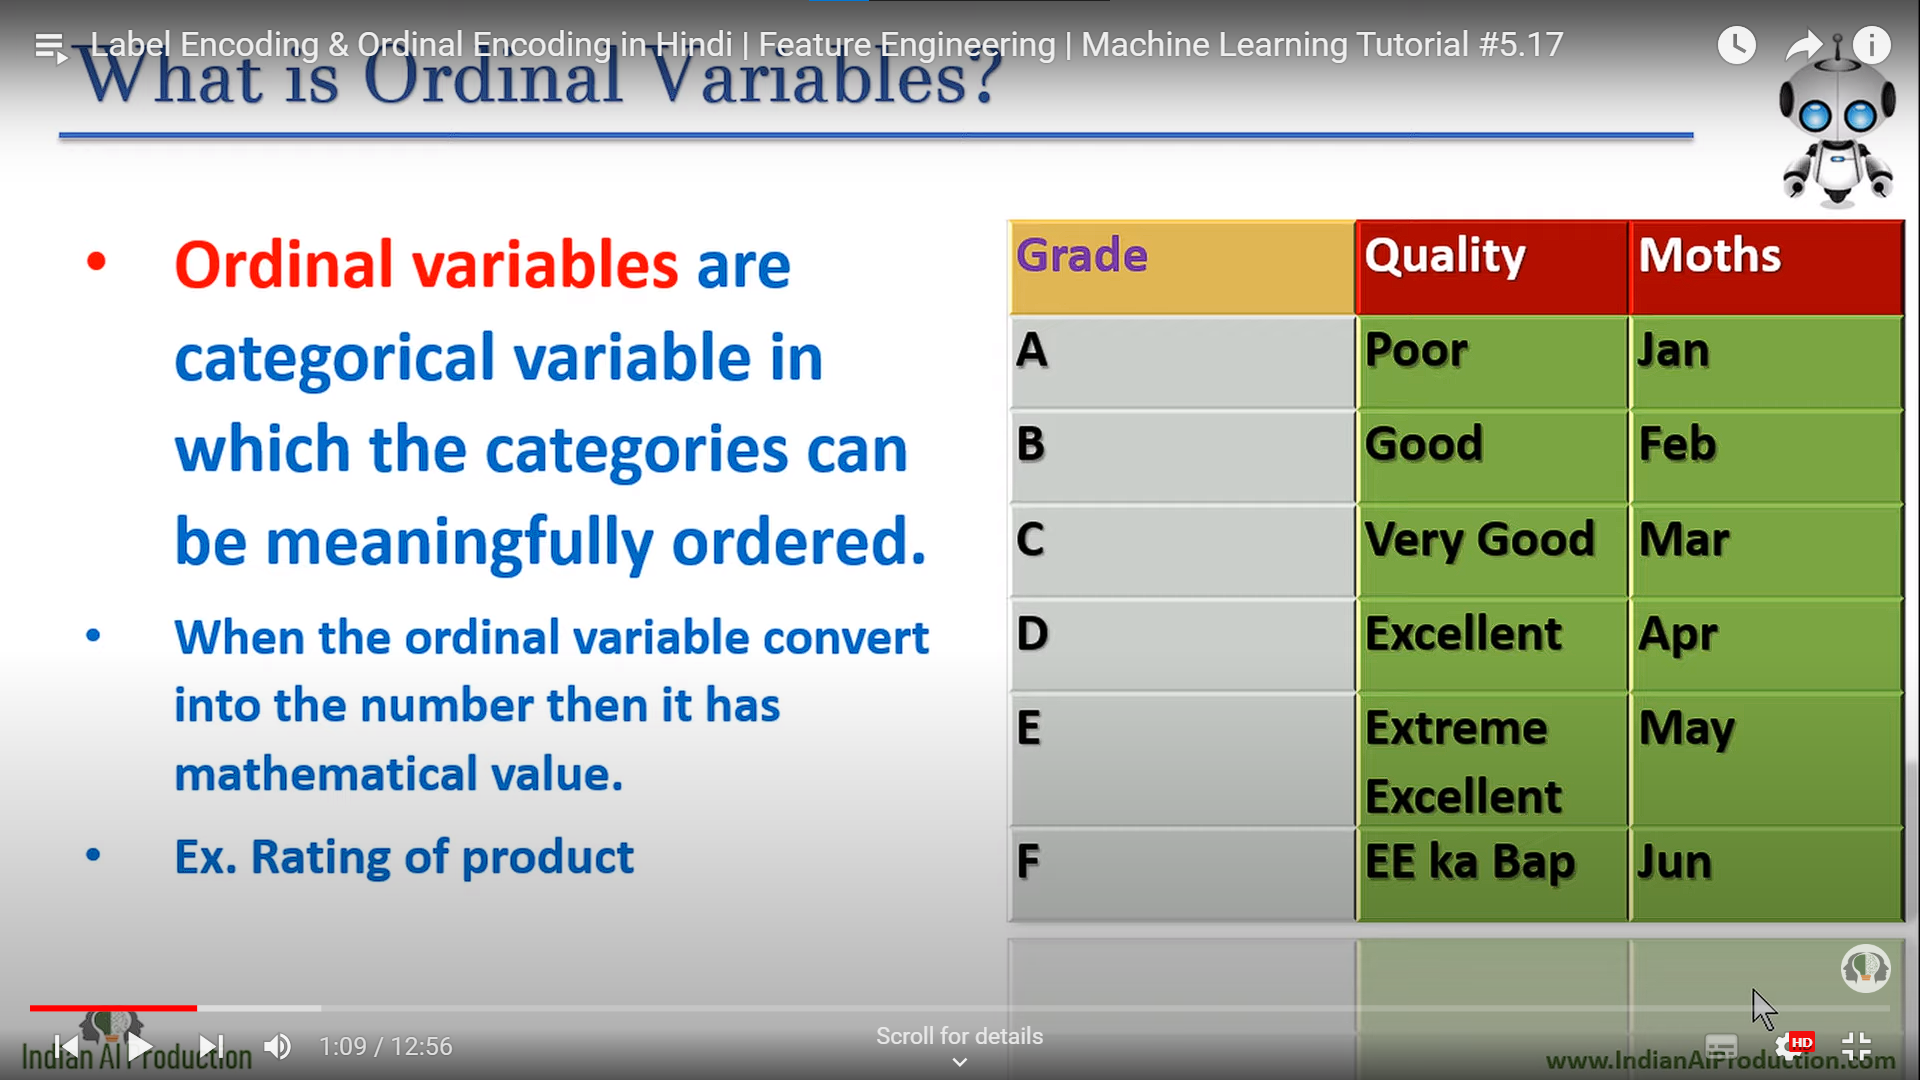 Label Encoding & Ordinal Encoding in Hindi | Feature Engineering | Machine Learning Tutorial #5.17
What is Ordinal Variables?
• Ordinal variables are
categorical variable in
which the categories can
be meaningfully ordered.
• When the ordinal variable convert
into the number then it has
mathematical value.
• Ex. Rating of product
Grade Quality Moths
A Poor Jan
B Good Feb
C Very Good Mar
D Excellent Apr
E Extreme May
Excellent
F EE ka Bap Jun
Scroll for details
1:09 / 12:56
HD
Indian AI Production
www.IndianAIProduction.com